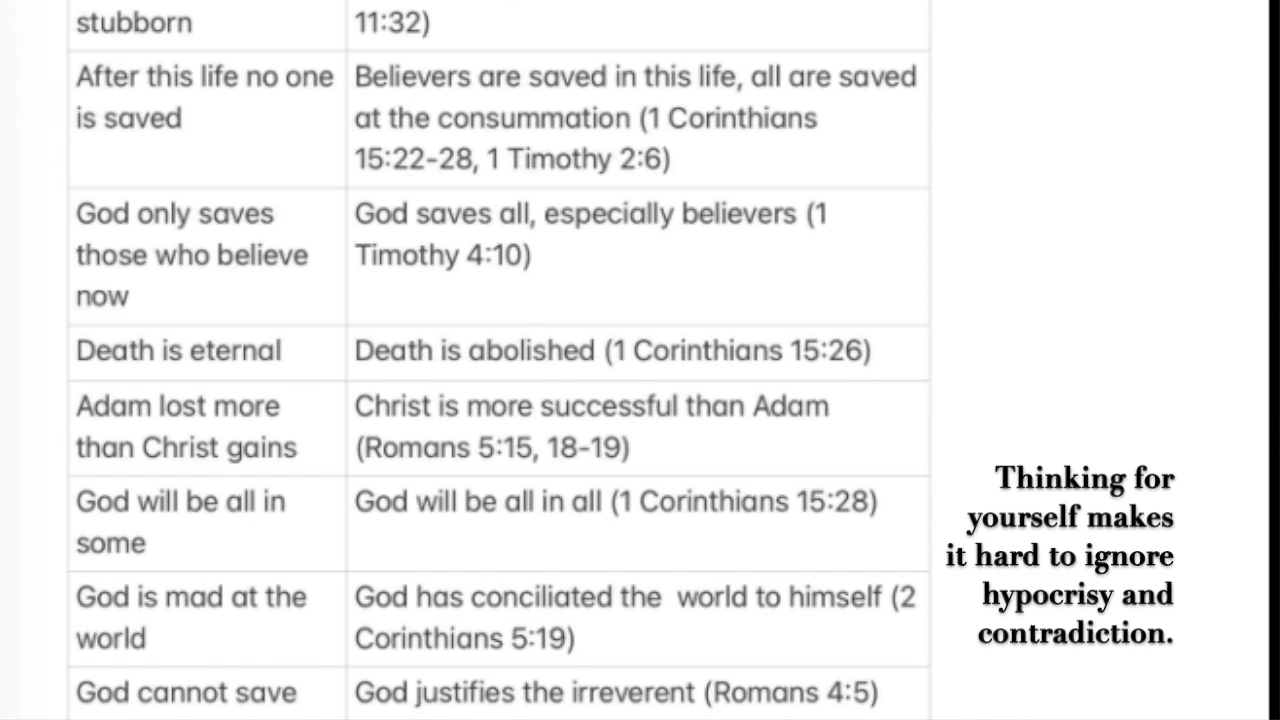 stubborn
11:32)
After this life no one
is saved
Believers are saved in this life, all are saved
at the consummation (1 Corinthians
15:22-28, 1 Timothy 2:6)
God only saves
those who believe
now
God saves all, especially believers (1
Timothy 4:10)
Death is eternal
Death is abolished (1 Corinthians 15:26)
Adam lost more
than Christ gains
Christ is more successful than Adam
(Romans 5:15, 18-19)
God will be all in
some
God will be all in all (1 Corinthians 15:28)
God is mad at the
world
God has conciliated the  world to himself (2
Corinthians 5:19)
God cannot save
God justifies the irreverent (Romans 4:5)
Thinking for
yourself makes
it hard to ignore
hypocrisy and
contradiction.